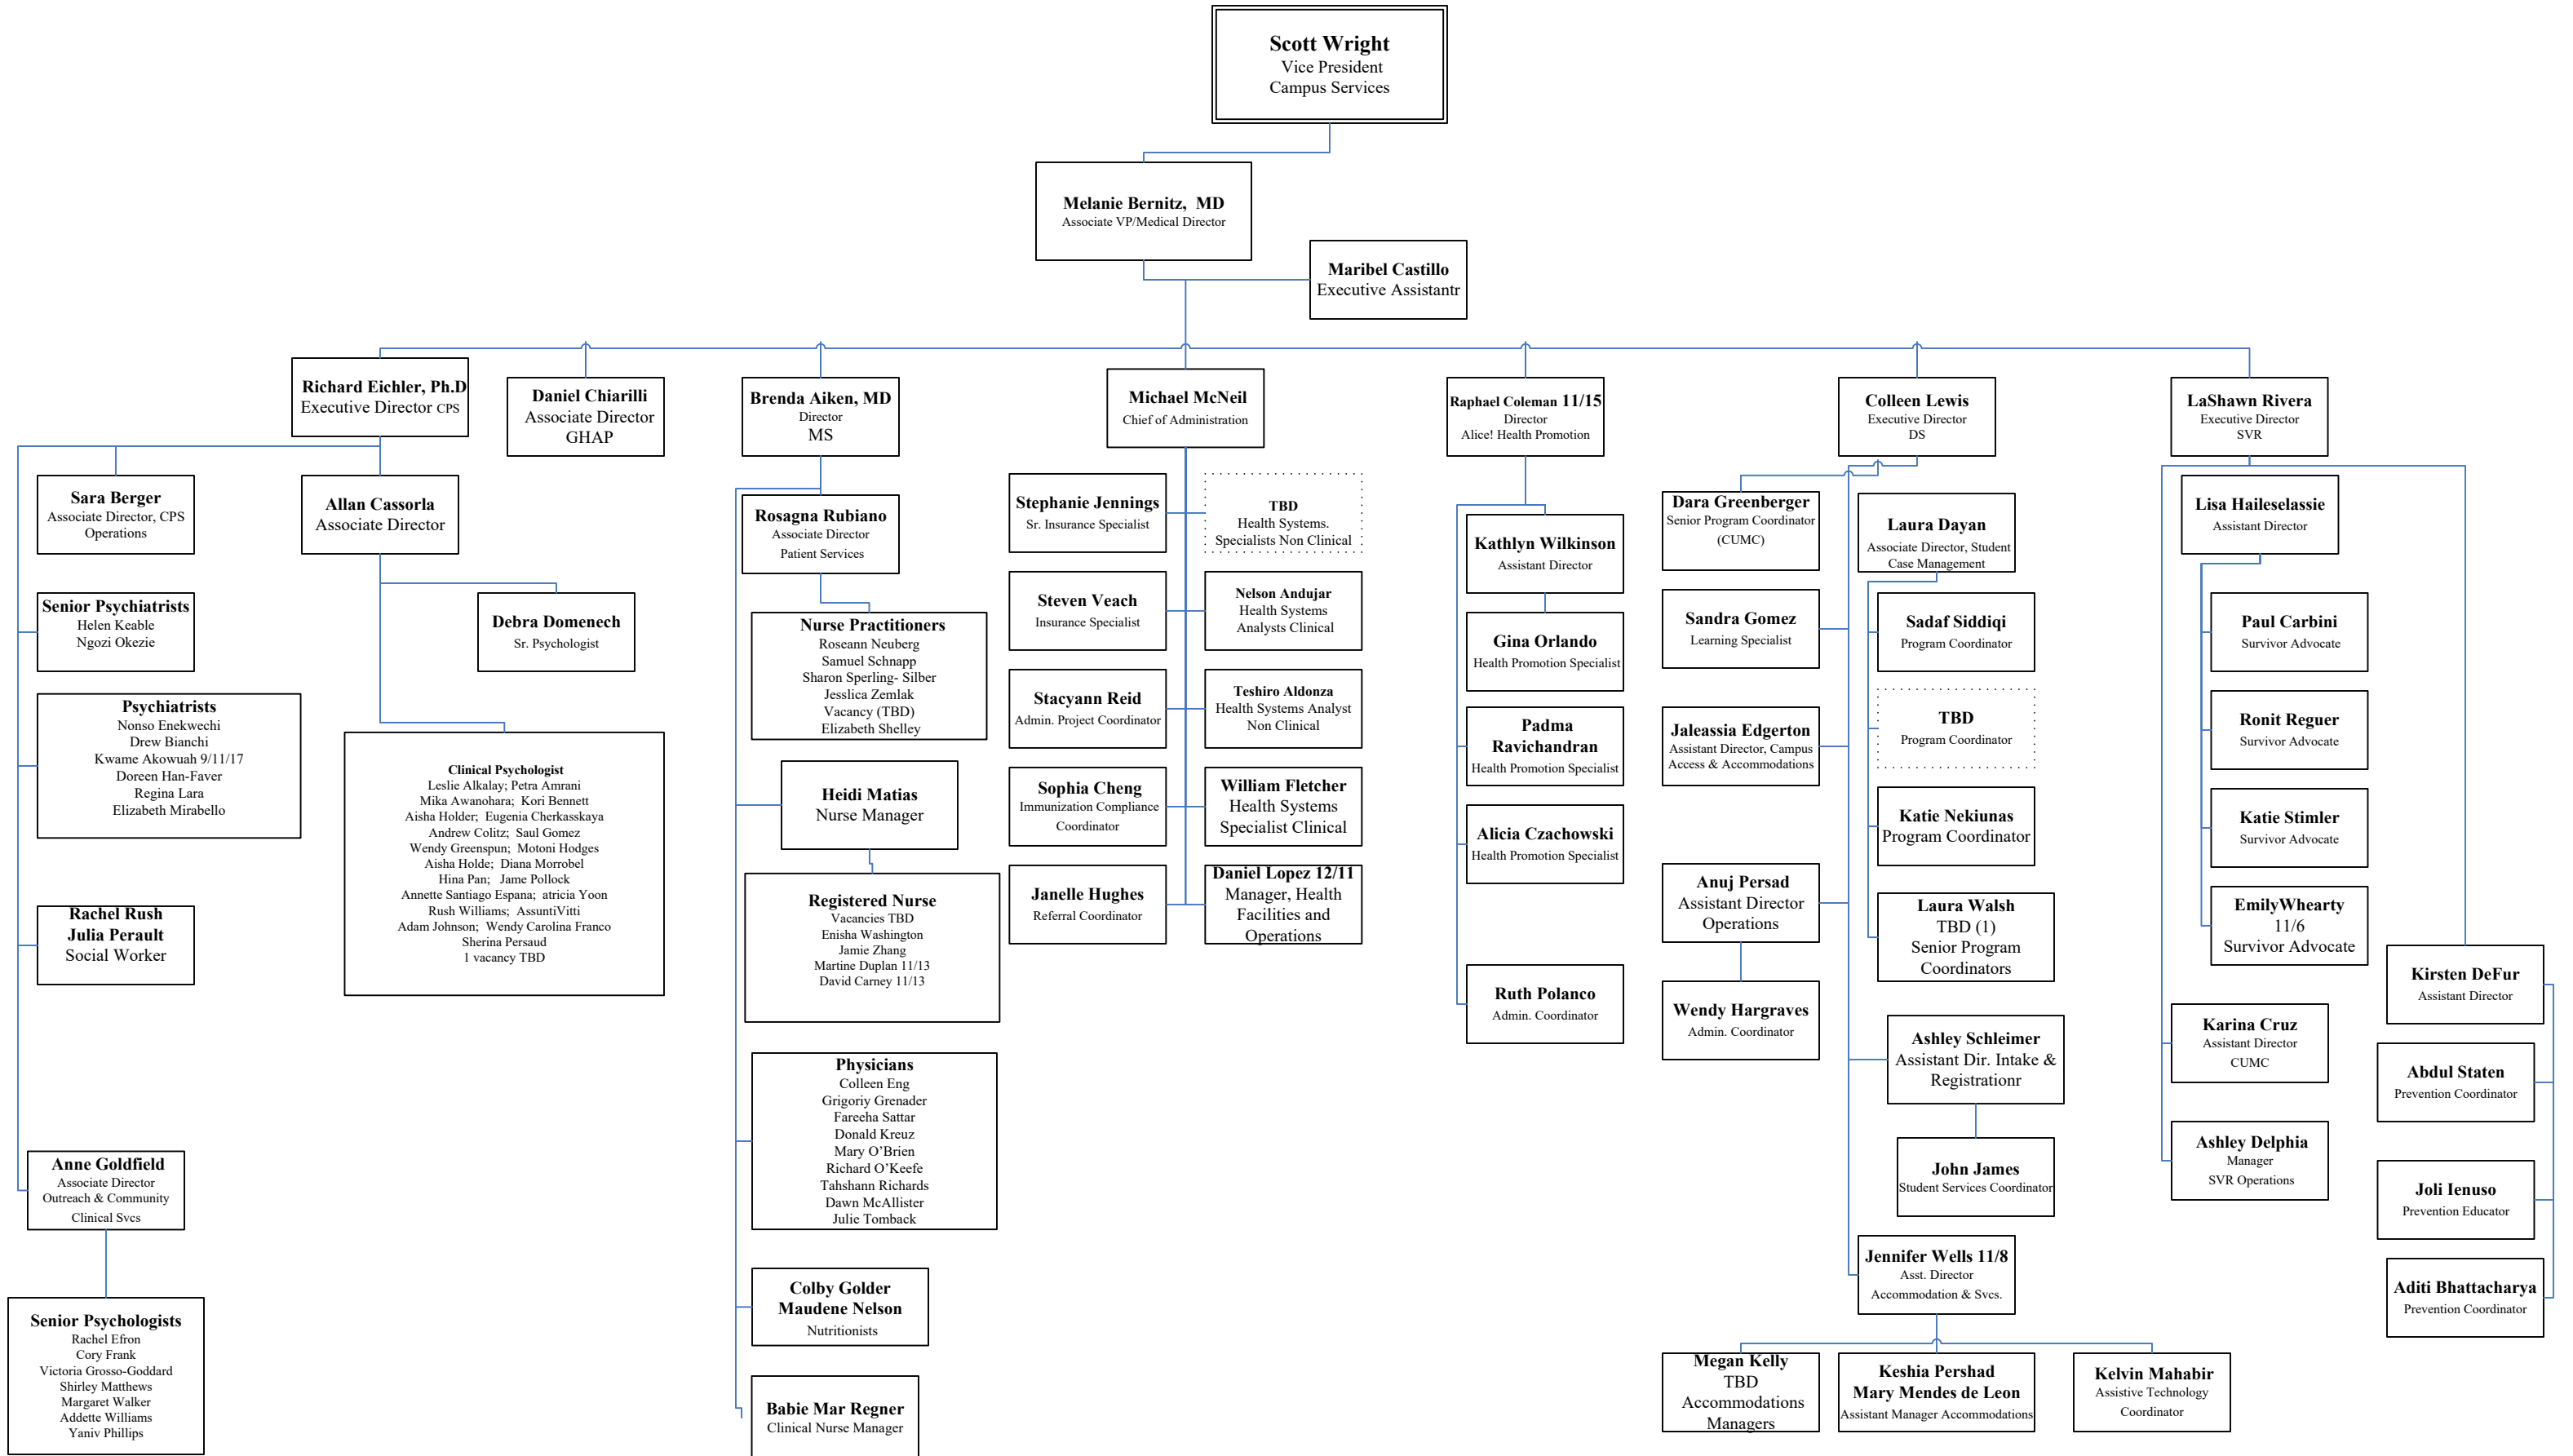 Scott Wright
Vice President
Campus Services
Melanie Bernitz,  MD
Associate VP/Medical Director
Maribel Castillo
Executive Assistantr
Richard Eichler, Ph.D
Executive Director CPS
Daniel Chiarilli
Associate Director
GHAP
Brenda Aiken, MD
Director
MS
Michael McNeil
Chief of Administration
Raphael Coleman 11/15
Director
Alice! Health Promotion
Colleen Lewis
Executive Director
DS
LaShawn Rivera
Executive Director
SVR
Sara Berger
Associate Director, CPS
Operations
Senior Psychiatrists
Helen Keable
Ngozi Okezie
Psychiatrists
Nonso Enekwechi
Drew Bianchi
Kwame Akowuah 9/11/17
Doreen Han-Faver
Regina Lara
Elizabeth Mirabello
Rachel Rush
Julia Perault
Social Worker
Anne Goldfield
Associate Director
Outreach & Community
Clinical Svcs
Senior Psychologists
Rachel Efron
Cory Frank
Victoria Grosso-Goddard
Shirley Matthews
Margaret Walker
Addette Williams
Yaniv Phillips
Allan Cassorla
Associate Director
Debra Domenech
Sr. Psychologist
Clinical Psychologist
Leslie Alkalay; Petra Amrani
Mika Awanohara;  Kori Bennett
Aisha Holder;  Eugenia Cherkasskaya
Andrew Colitz;  Saul Gomez
Wendy Greenspun;  Motoni Hodges
Aisha Holde;  Diana Morrobel
Hina Pan;   Jame Pollock
Annette Santiago Espana;  atricia Yoon
Rush Williams;  AssuntiVitti
Adam Johnson;  Wendy Carolina Franco
Sherina Persaud
1 vacancy TBD
Rosagna Rubiano
Associate Director
Patient Services
Nurse Practitioners
Roseann Neuberg
Samuel Schnapp
Sharon Sperling- Silber
Jesslica Zemlak
Vacancy (TBD)
Elizabeth Shelley
Heidi Matias
Nurse Manager
Registered Nurse
Vacancies TBD
Enisha Washington
Jamie Zhang
Martine Duplan 11/13
David Carney 11/13
Physicians
Colleen Eng
Grigoriy Grenader
Fareeha Sattar
Donald Kreuz
Mary O’Brien
Richard O’Keefe
Tahshann Richards
Dawn McAllister
Julie Tomback
Colby Golder
Maudene Nelson
Nutritionists
Babie Mar Regner
Clinical Nurse Manager
Stephanie Jennings
Sr. Insurance Specialist
TBD
Health Systems.
Specialists Non Clinical
Steven Veach
Insurance Specialist
Nelson Andujar
Health Systems
Analysts Clinical
Stacyann Reid
Admin. Project Coordinator
Teshiro Aldonza
Health Systems Analyst
Non Clinical
Sophia Cheng
Immunization Compliance
Coordinator
William Fletcher
Health Systems
Specialist Clinical
Janelle Hughes
Referral Coordinator
Daniel Lopez 12/11
Manager, Health
Facilities and
Operations
Kathlyn Wilkinson
Assistant Director
Gina Orlando
Health Promotion Specialist
Padma
Ravichandran
Health Promotion Specialist
Alicia Czachowski
Health Promotion Specialist
Ruth Polanco
Admin. Coordinator
Dara Greenberger
Senior Program Coordinator
(CUMC)
Sandra Gomez
Learning Specialist
Jaleassia Edgerton
Assistant Director, Campus
Access & Accommodations
Anuj Persad
Assistant Director
Operations
Wendy Hargraves
Admin. Coordinator
Laura Dayan
Associate Director, Student
Case Management
Sadaf Siddiqi
Program Coordinator
TBD
Program Coordinator
Katie Nekiunas
Program Coordinator
Laura Walsh
TBD (1)
Senior Program
Coordinators
Ashley Schleimer
Assistant Dir. Intake &
Registrationr
John James
Student Services Coordinator
Jennifer Wells 11/8
Asst. Director
Accommodation & Svcs.
Megan Kelly
TBD
Accommodations
Managers
Keshia Pershad
Mary Mendes de Leon
Assistant Manager Accommodations
Kelvin Mahabir
Assistive Technology
Coordinator
Lisa Haileselassie
Assistant Director
Paul Carbini
Survivor Advocate
Ronit Reguer
Survivor Advocate
Katie Stimler
Survivor Advocate
EmilyWhearty
11/6
Survivor Advocate
Karina Cruz
Assistant Director
CUMC
Ashley Delphia
Manager
SVR Operations
Kirsten DeFur
Assistant Director
Abdul Staten
Prevention Coordinator
Joli Ienuso
Prevention Educator
Aditi Bhattacharya
Prevention Coordinator